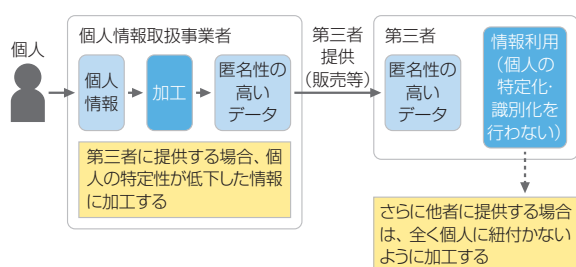 個人
個人情報取扱事業者
個人
情報
加工
匿名性の
高い
データ
第三者に提供する場合、個
人の特定性が低下した情報
に加工する
第三者
提供
(販売等)
第三者
匿名性の
高い
データ
情報利用
(個人の
特定化・
識別化を
行わない)
さらに他者に提供する場合
は、全く個人に紐付かない
ように加工する